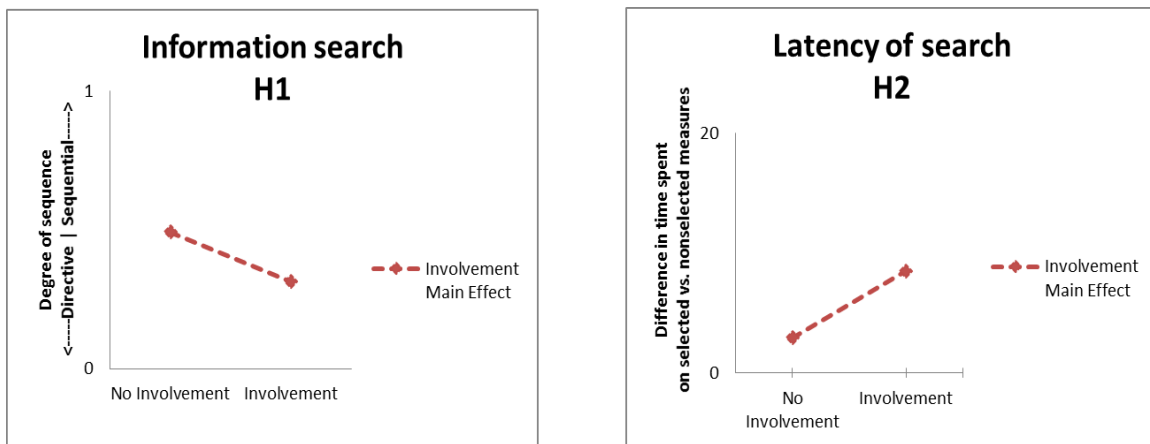 Information search
H1
1
0
Degree of sequence
<-----Directive | Sequential----->
No Involvement
Involvement
Involvement
Main Effect
Latency of search
H2
20
0
Difference in time spent
on selected vs. nonselected measures
No
Involvement
Involvement
Involvement
Main Effect